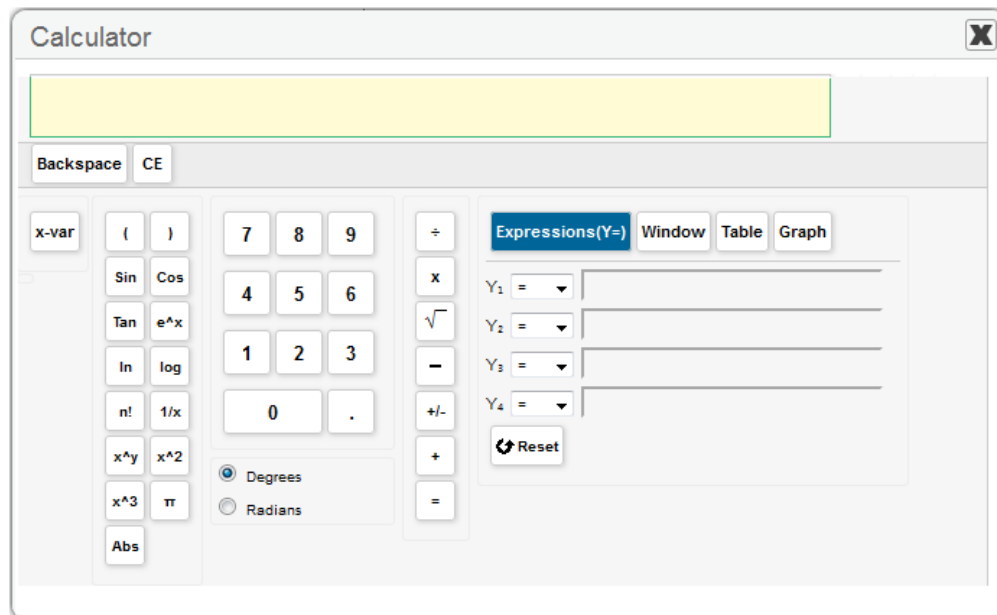 Calculator X
Backspace CE
x-var ( ) 7 8 9 ÷ Expressions(Y=) Window Table Graph
Sin Cos 4 5 6 x Y₁ =
Tan e^x √ Y₂ =
ln log 1 2 3 − Y₃ =
n! 1/x 0 . +/- Y₄ =
x^y x^2 + Reset
Degrees
x^3 π =
Radians
Abs